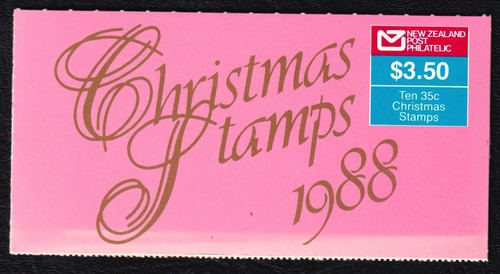 Christmas
Stamps
1988
NEW ZEALAND
POST
PHILATELIC
$3.50
Ten 35c
Christmas
Stamps